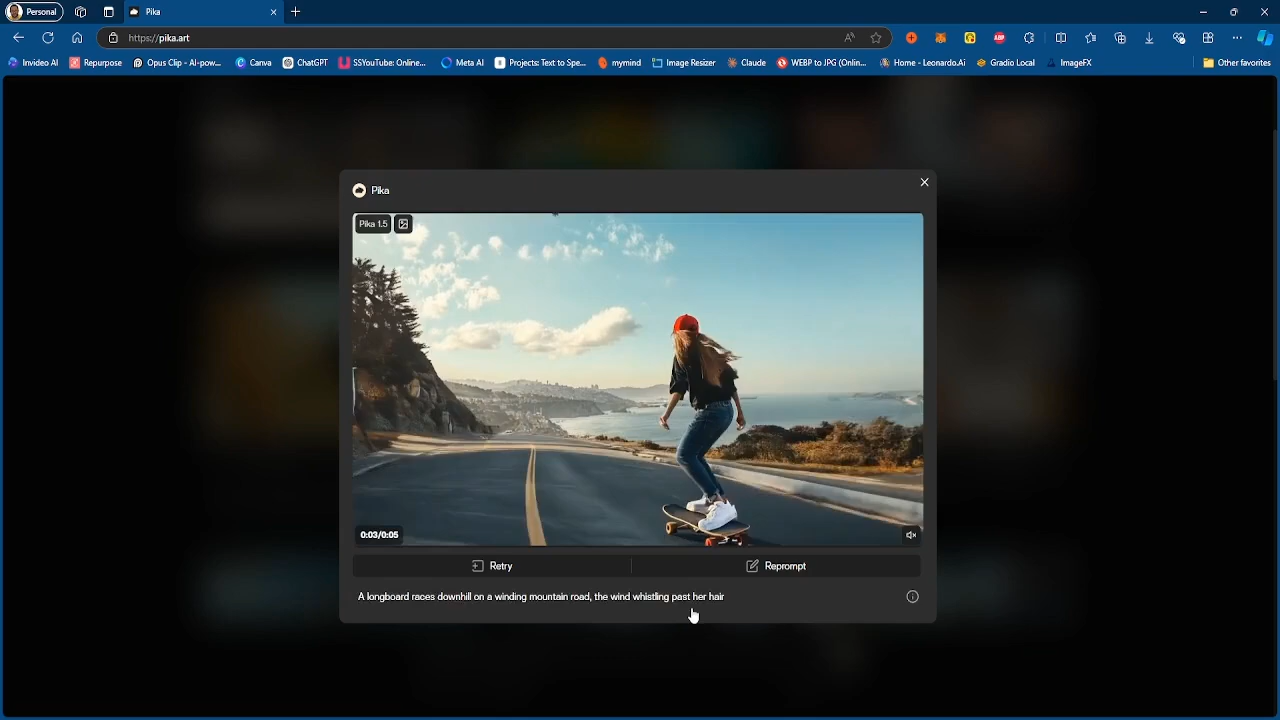 Personal
Pika
https://pika.art
Invideo AI
Repurpose
Opus Clip - AI-pow...
Canva
ChatGPT
SSYouTube: Online...
Meta AI
Projects: Text to Spe...
mymind
Image Resizer
Claude
WEBP to JPG (Onlin...
Home - Leonardo.Ai
Gradio Local
ImageFX
Other favorites
Pika
Pika 1.5
0:03/0:05
Retry
Reprompt
A longboard races downhill on a winding mountain road, the wind whistling past her hair